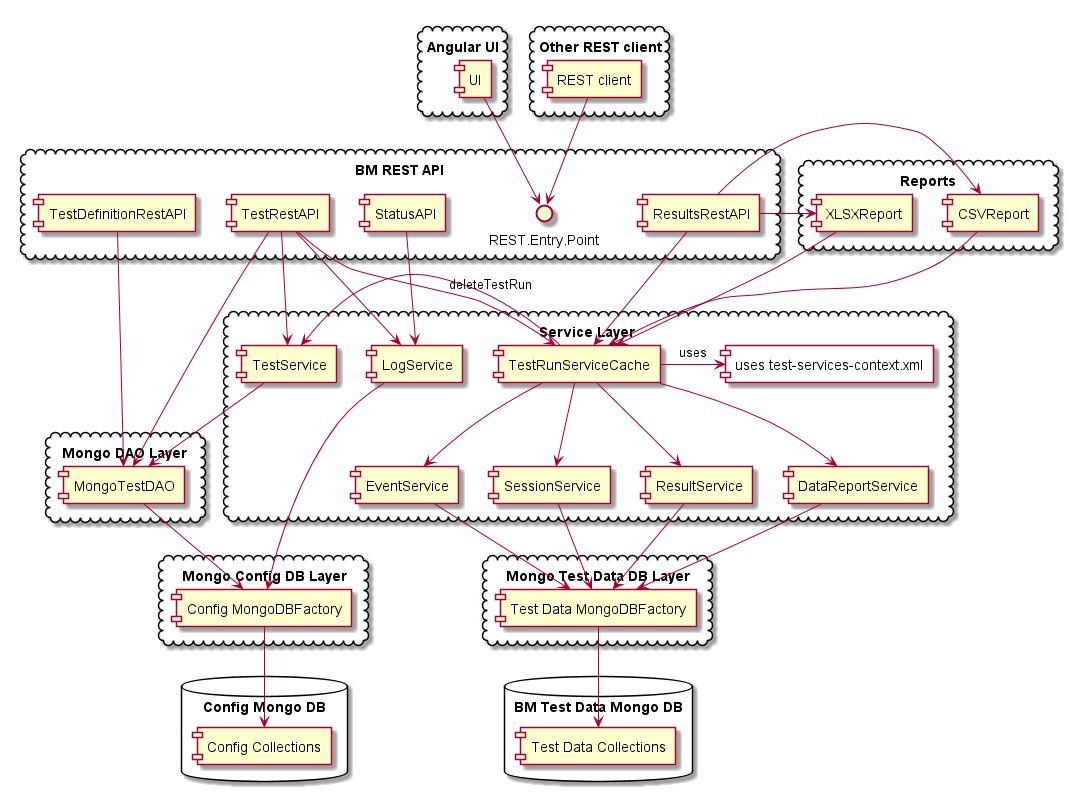 Angular UI
Other REST client
UI
REST client
BM REST API
Reports
TestDefinitionRestAPI
TestRestAPI
StatusAPI
ResultsRestAPI
XLSXReport
CSVReport
REST.Entry.Point
deleteTestRun
Service Layer
TestService
LogService
TestRunServiceCache
uses
uses test-services-context.xml
Mongo DAO Layer
MongoTestDAO
EventService
SessionService
ResultService
DataReportService
Mongo Config DB Layer
Mongo Test Data DB Layer
Config MongoDBFactory
Test Data MongoDBFactory
Config Mongo DB
BM Test Data Mongo DB
Config Collections
Test Data Collections